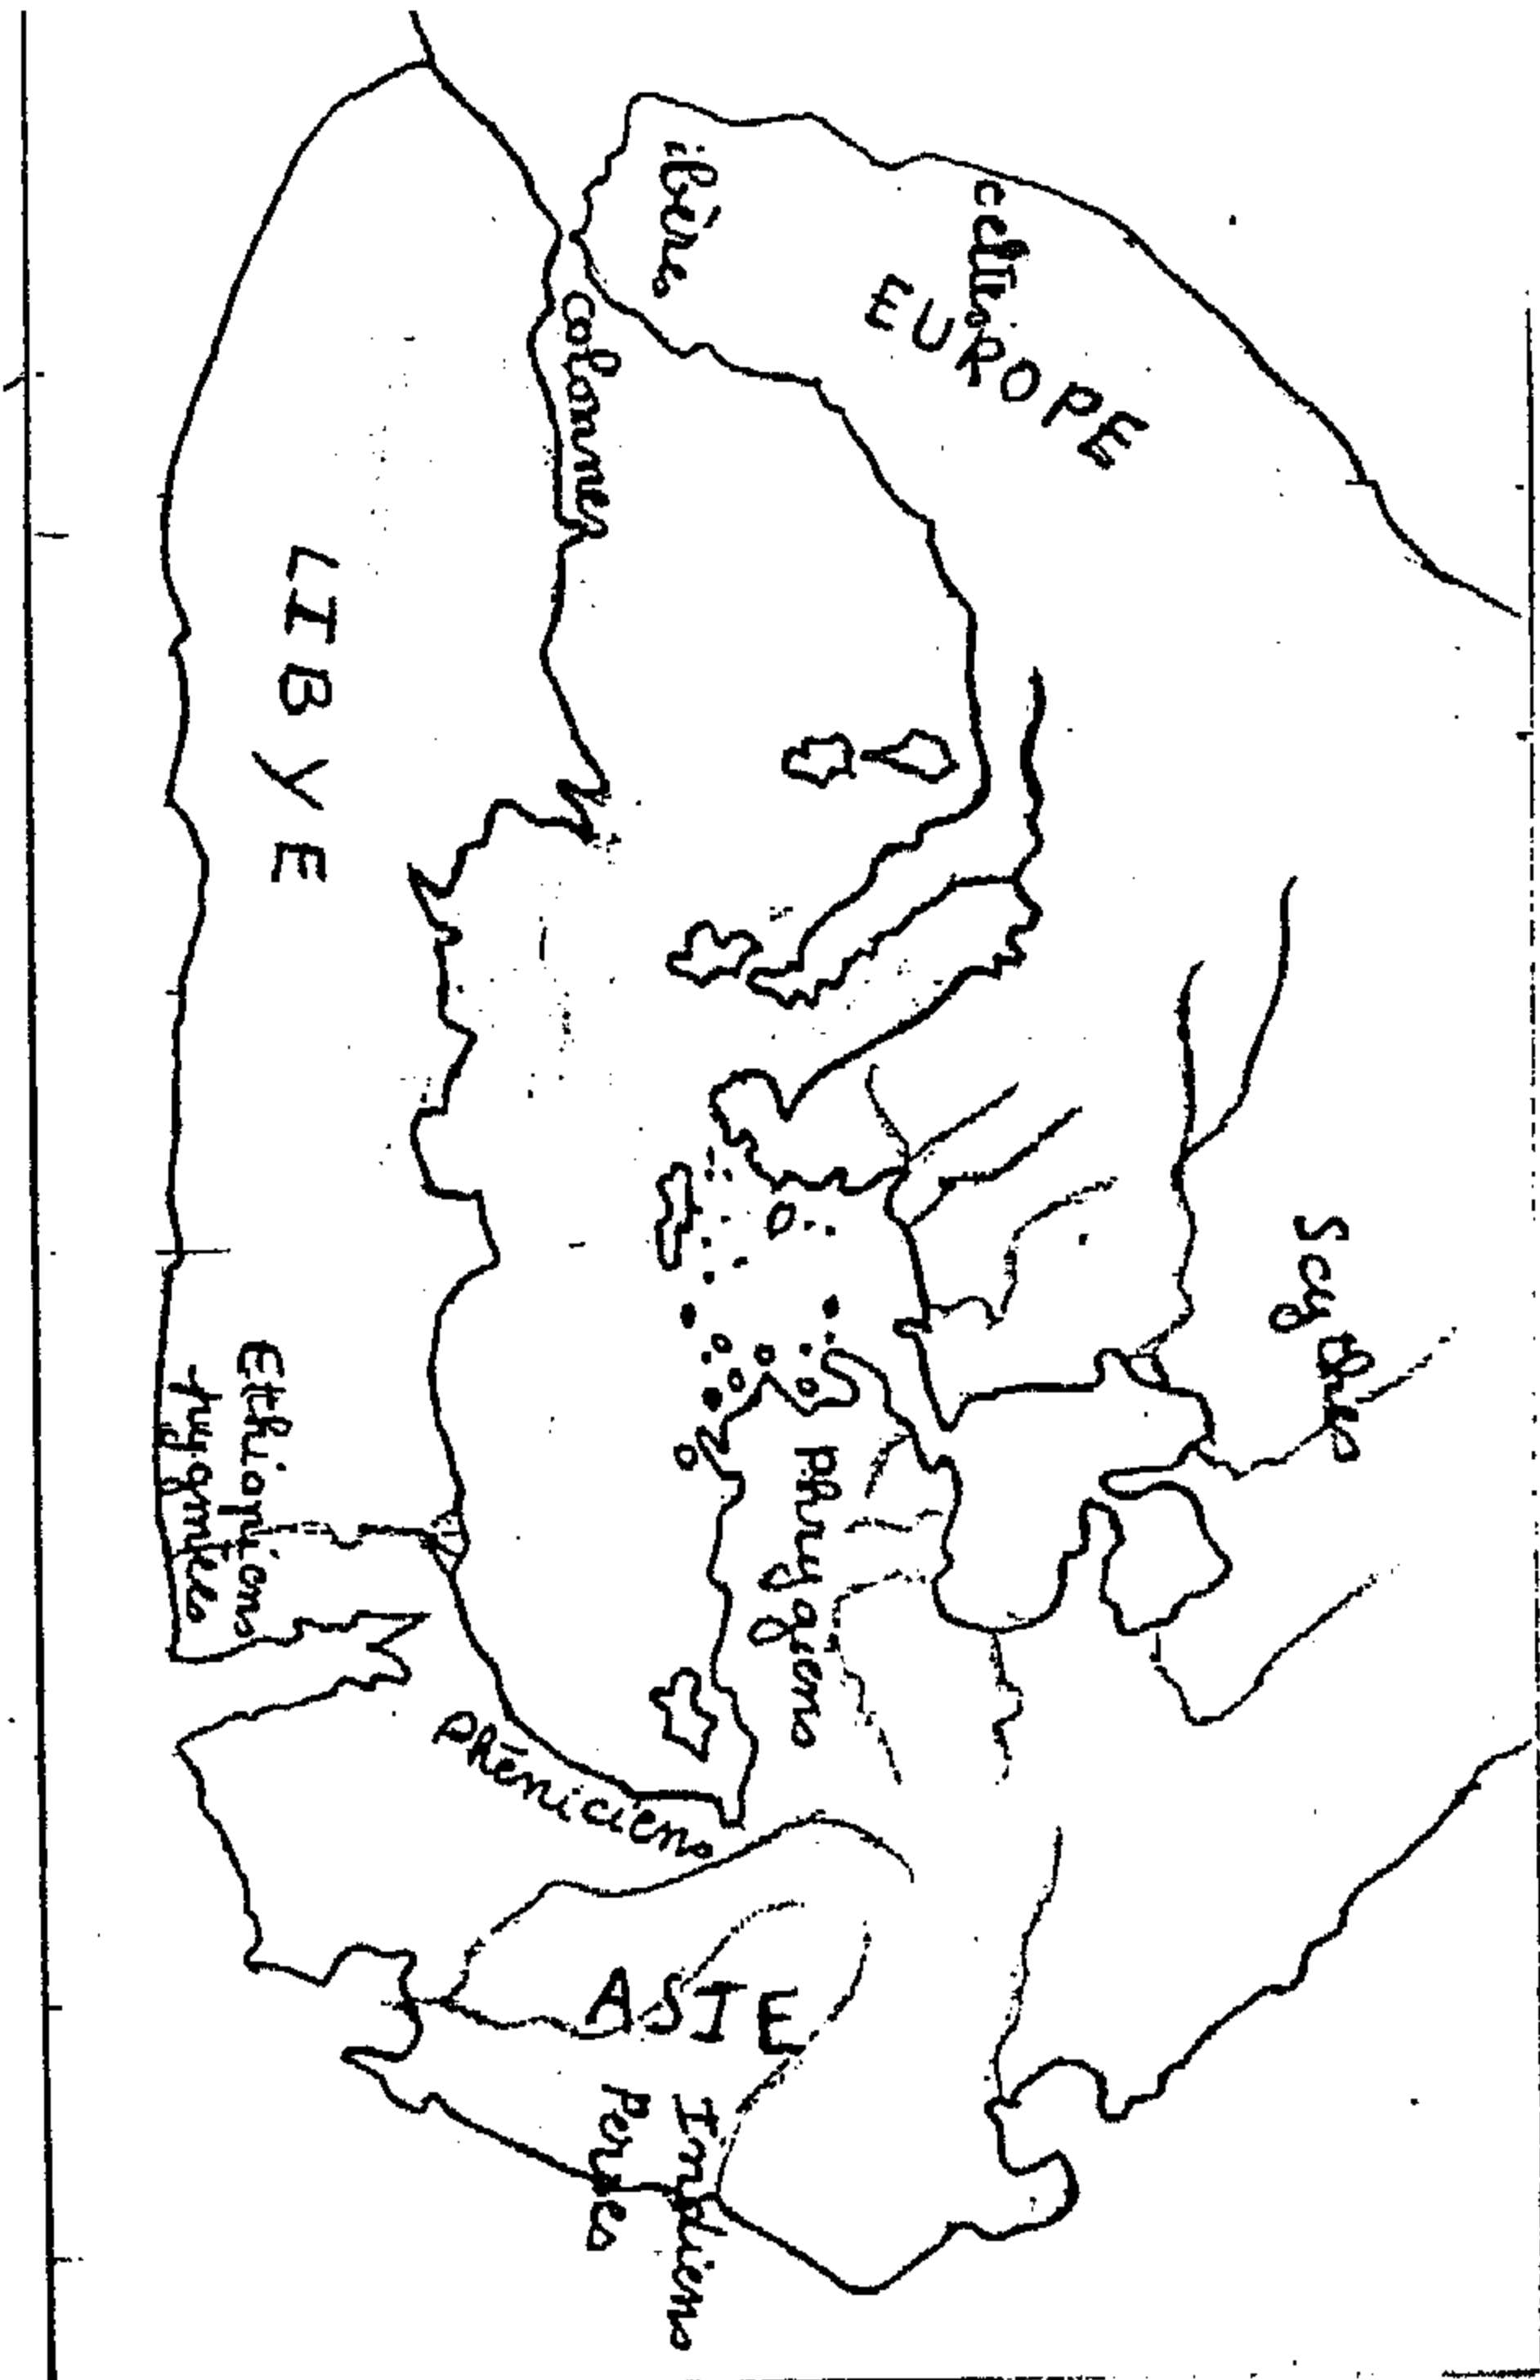 Scythes
celtes
EUROPE
ibères
Phrygiens
Indiens
Perses
ASIE
Colonnes
Phéniciens
LIBYE
Ethiopiens
pygmées